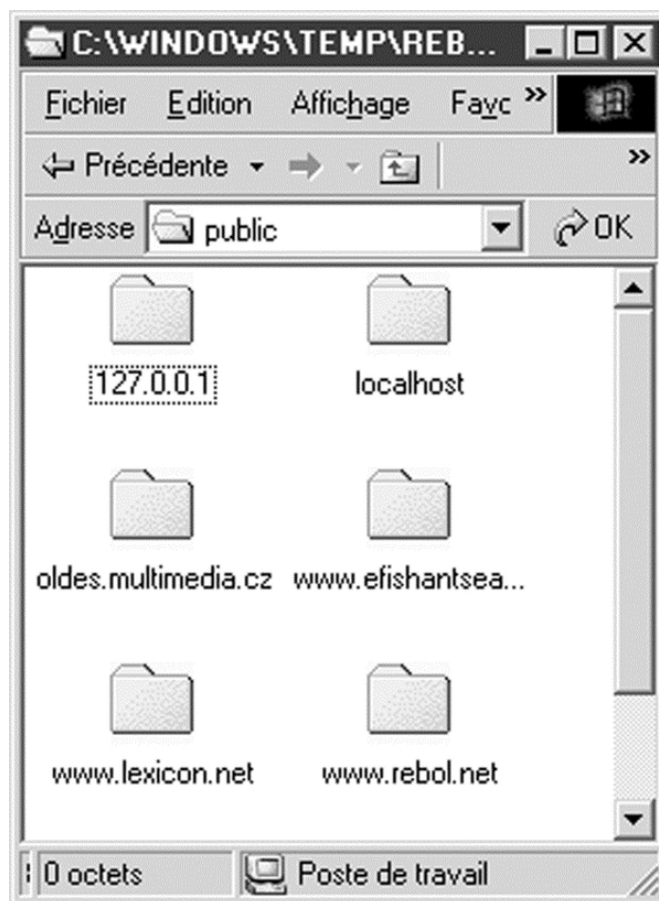 C:\WINDOWS\TEMP\REB...
Fichier Edition Affichage Favc »
Précédente »
Adresse public OK
127.0.0.1 localhost
oldes.multimedia.cz www.efishantsea...
www.lexicon.net www.rebol.net
0 octets Poste de travail